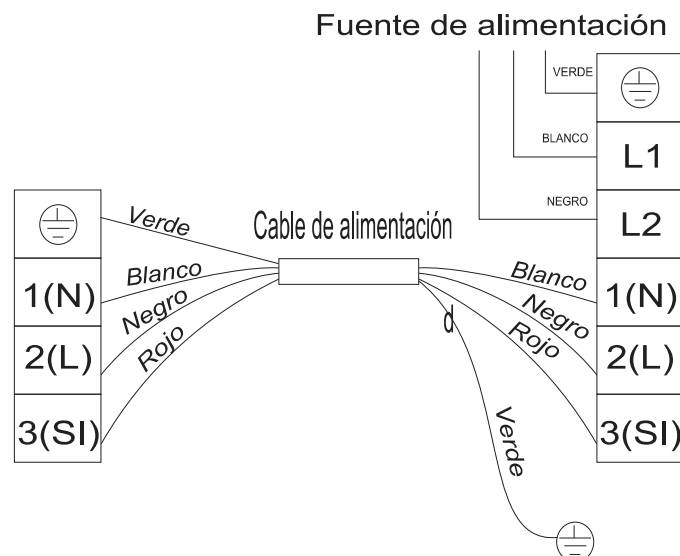 Fuente de alimentación
VERDE
BLANCO
L1
NEGRO
L2
Verde
Cable de alimentación
1(N)
Blanco
Blanco
1(N)
2(L)
Negro
Negro
2(L)
d
Rojo
Rojo
3(SI)
3(SI)
Verde